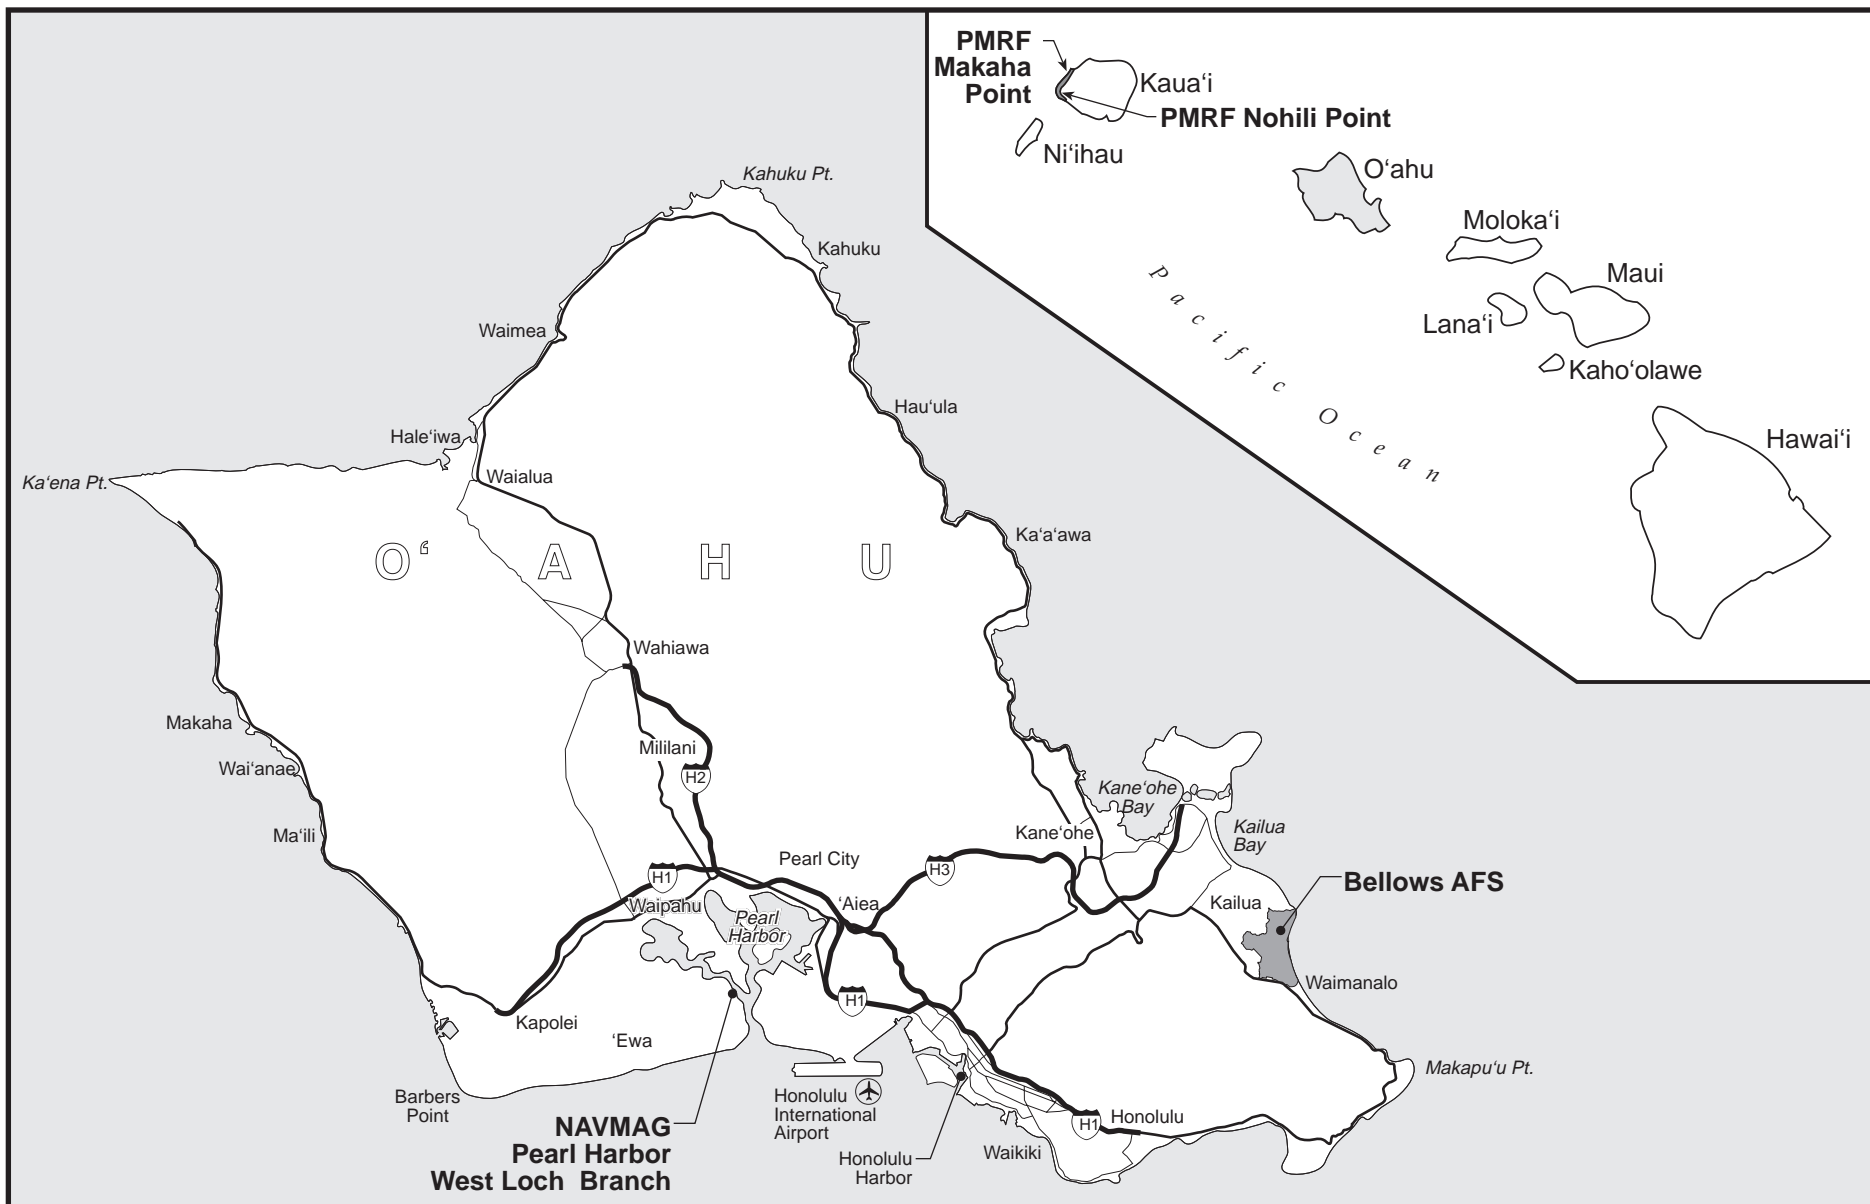 PMRF
Makaha
Point
Kaua‘i
PMRF Nohili Point
Ni‘ihau
O‘ahu
Moloka‘i
Maui
Lana‘i
Kaho‘olawe
Hawai‘i
Pacific Ocean
Kahuku Pt.
Kahuku
Waimea
Hau‘ula
Hale‘iwa
Waialua
Ka‘ena Pt.
Ka‘a‘awa
O‘ A H U
Wahiawa
Makaha
Mililani
Wai‘anae
H2
Kane‘ohe
Bay
Kailua
Bay
Ma‘ili
Kane‘ohe
Pearl City
H1
H3
Bellows AFS
‘Aiea
Waipahu
Pearl
Harbor
Kailua
Waimanalo
H1
Kapolei
‘Ewa
Makapu‘u Pt.
Barbers
Point
Honolulu
International
Airport
H1
Honolulu
NAVMAG
Pearl Harbor
West Loch Branch
Waikiki
Honolulu
Harbor